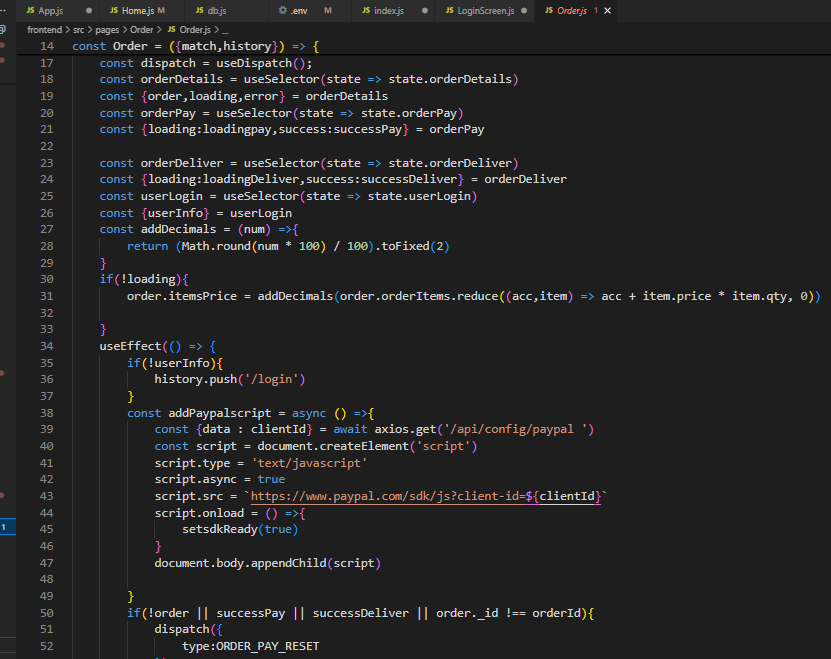 App.js
Home.js M
db.js
.env M
index.js
LoginScreen.js
Order.js 1
frontend > src > pages > Order > JS Order.js > ...
14 const Order = ({match,history}) => {
17 const dispatch = useDispatch();
18 const orderDetails = useSelector(state => state.orderDetails)
19 const {order,loading,error} = orderDetails
20 const orderPay = useSelector(state => state.orderPay)
21 const {loading:loadingpay,success:successPay} = orderPay
22
23 const orderDeliver = useSelector(state => state.orderDeliver)
24 const {loading:loadingDeliver,success:successDeliver} = orderDeliver
25 const userLogin = useSelector(state => state.userLogin)
26 const {userInfo} = userLogin
27 const addDecimals = (num) =>{
28 return (Math.round(num * 100) / 100).toFixed(2)
29 }
30 if(!loading){
31 order.itemsPrice = addDecimals(order.orderItems.reduce((acc,item) => acc + item.price * item.qty, 0))
32
33 }
34 useEffect(() => {
35 if(!userInfo){
36 history.push('/login')
37 }
38 const addPaypalscript = async () =>{
39 const {data : clientId} = await axios.get('/api/config/paypal ')
40 const script = document.createElement('script')
41 script.type = 'text/javascript'
42 script.async = true
43 script.src = `https://www.paypal.com/sdk/js?client-id=${clientId}`
44 script.onload = () =>{
45 setsdkReady(true)
46 }
47 document.body.appendChild(script)
48
49 }
50 if(!order || successPay || successDeliver || order._id !== orderId){
51 dispatch({
52 type:ORDER_PAY_RESET